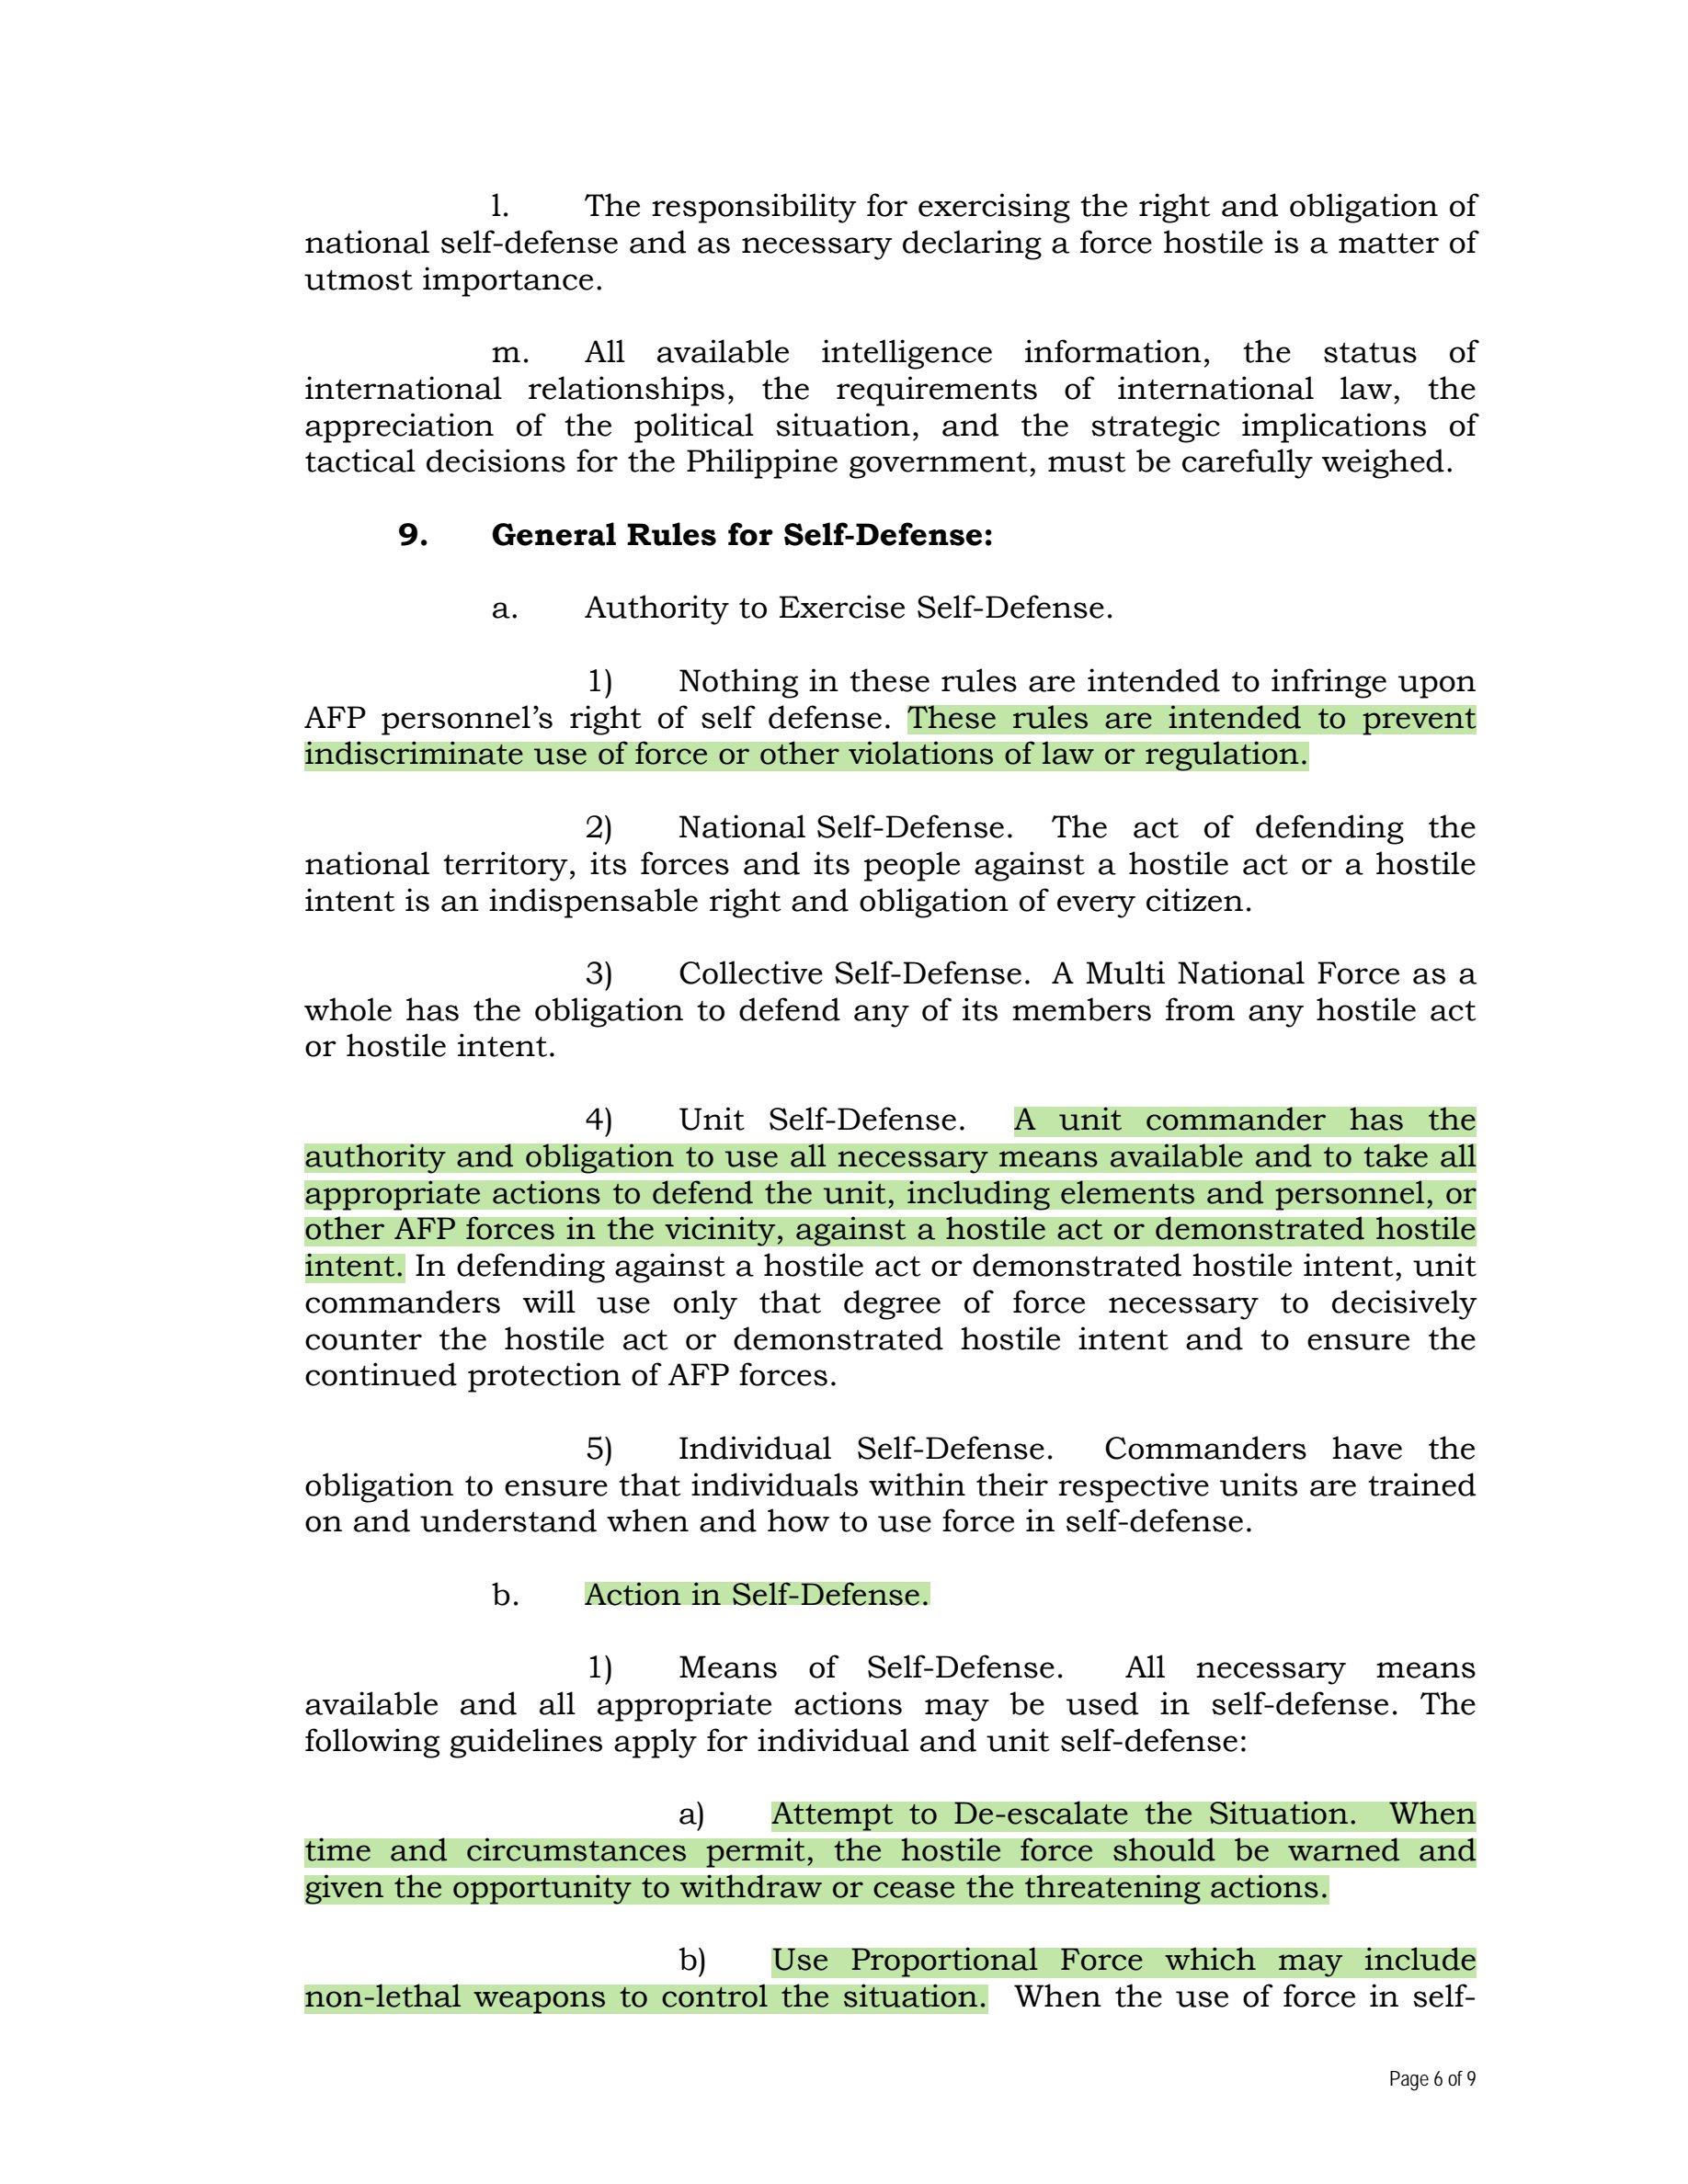 l. The responsibility for exercising the right and obligation of
national self-defense and as necessary declaring a force hostile is a matter of
utmost importance.
m. All available intelligence information, the status of
international relationships, the requirements of international law, the
appreciation of the political situation, and the strategic implications of
tactical decisions for the Philippine government, must be carefully weighed.
9. General Rules for Self-Defense:
a. Authority to Exercise Self-Defense.
1) Nothing in these rules are intended to infringe upon
AFP personnel’s right of self defense. These rules are intended to prevent
indiscriminate use of force or other violations of law or regulation.
2) National Self-Defense. The act of defending the
national territory, its forces and its people against a hostile act or a hostile
intent is an indispensable right and obligation of every citizen.
3) Collective Self-Defense. A Multi National Force as a
whole has the obligation to defend any of its members from any hostile act
or hostile intent.
4) Unit Self-Defense. A unit commander has the
authority and obligation to use all necessary means available and to take all
appropriate actions to defend the unit, including elements and personnel, or
other AFP forces in the vicinity, against a hostile act or demonstrated hostile
intent. In defending against a hostile act or demonstrated hostile intent, unit
commanders will use only that degree of force necessary to decisively
counter the hostile act or demonstrated hostile intent and to ensure the
continued protection of AFP forces.
5) Individual Self-Defense. Commanders have the
obligation to ensure that individuals within their respective units are trained
on and understand when and how to use force in self-defense.
b. Action in Self-Defense.
1) Means of Self-Defense. All necessary means
available and all appropriate actions may be used in self-defense. The
following guidelines apply for individual and unit self-defense:
a) Attempt to De-escalate the Situation. When
time and circumstances permit, the hostile force should be warned and
given the opportunity to withdraw or cease the threatening actions.
b) Use Proportional Force which may include
non-lethal weapons to control the situation. When the use of force in self-
Page 6 of 9